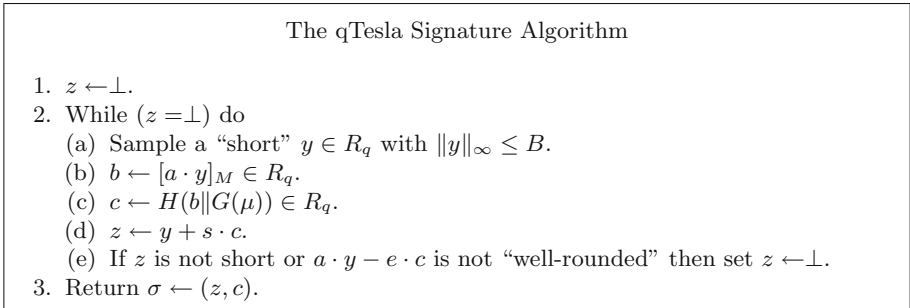 The qTesla Signature Algorithm
1. z ←⊥.
2. While (z =⊥) do
(a) Sample a “short” y ∈ R_q with ‖y‖_∞ ≤ B.
(b) b ← [a · y]_M ∈ R_q.
(c) c ← H(b‖G(μ)) ∈ R_q.
(d) z ← y + s · c.
(e) If z is not short or a · y − e · c is not “well-rounded” then set z ←⊥.
3. Return σ ← (z, c).